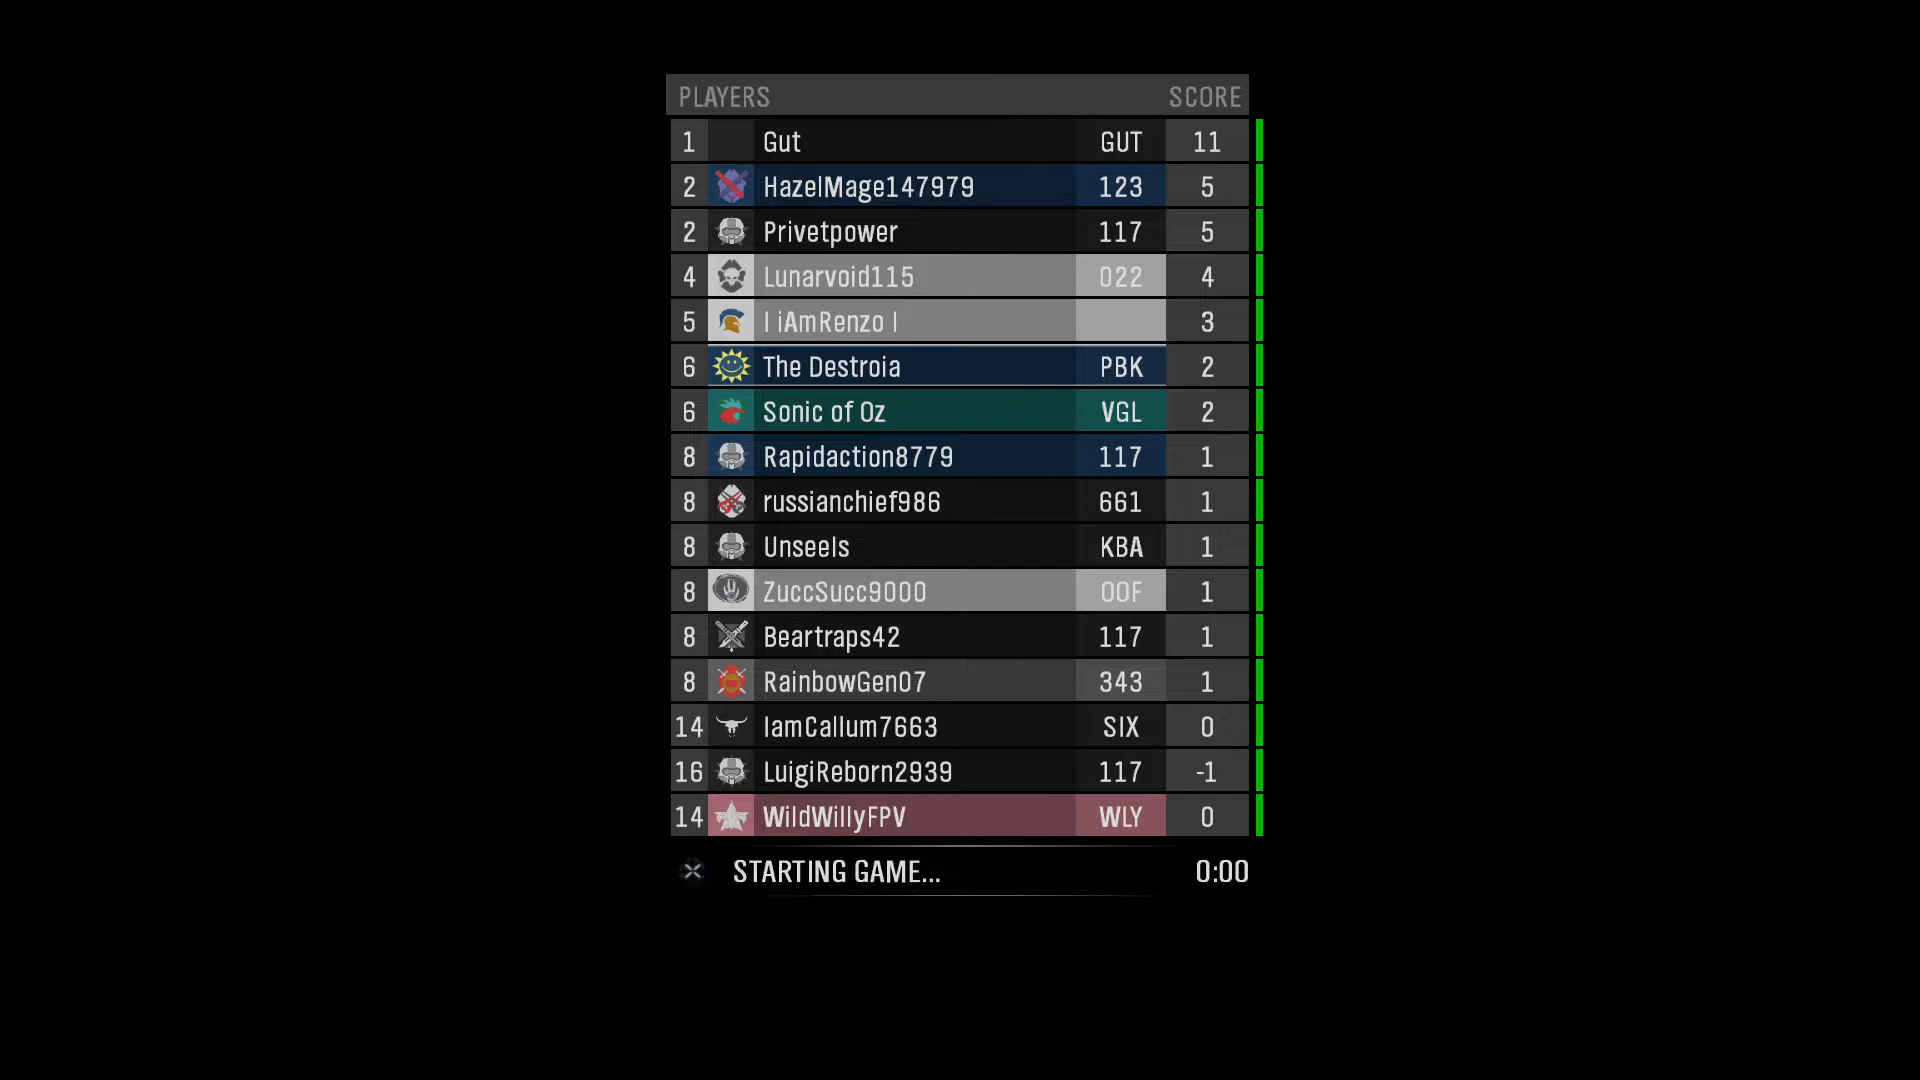 PLAYERS SCORE
1 Gut GUT 11
2 HazelMage147979 123 5
2 Privetpower 117 5
4 Lunarvoid115 022 4
5 | iAmRenzo | 3
6 The Destroia PBK 2
6 Sonic of Oz VGL 2
8 Rapidaction8779 117 1
8 russianchief986 661 1
8 Unseels KBA 1
8 ZuccSucc9000 OOF 1
8 Beartraps42 117 1
8 RainbowGen07 343 1
14 IamCallum7663 SIX 0
16 LuigiReborn2939 117 -1
14 WildWillyFPV WLY 0
STARTING GAME... 0:00